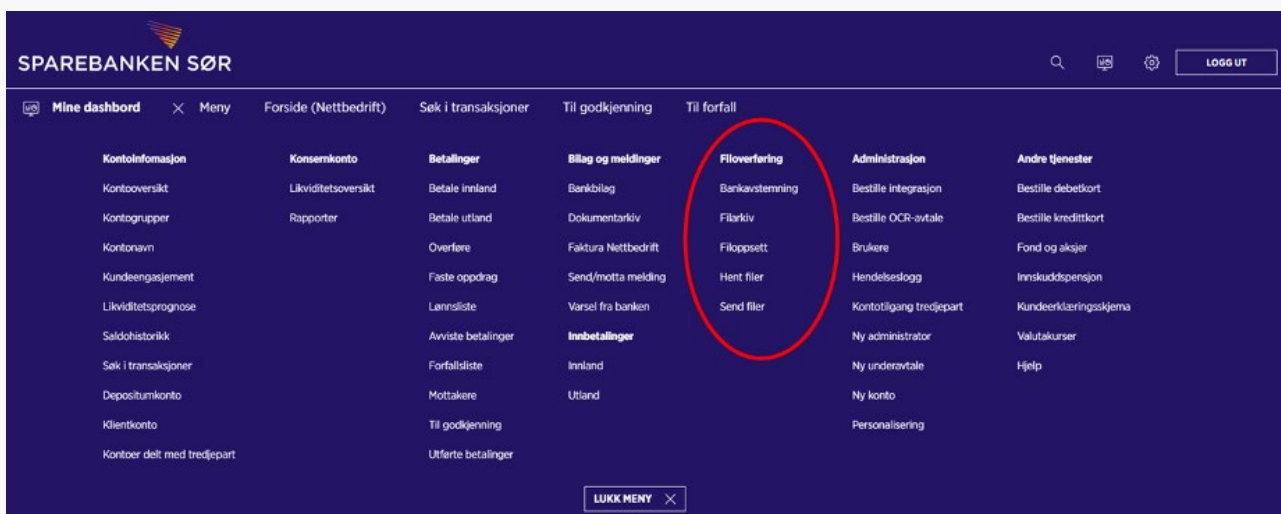 SPAREBANKEN SØR
LOGG UT
Mine dashbord
Meny
Forside (Nettbedrift)
Søk i transaksjoner
Til godkjenning
Til forfall
Kontoinfomasjon
Kontooversikt
Kontogrupper
Kontonavn
Kundeengasjement
Likviditetsprognose
Saldohistorikk
Søk i transaksjoner
Depositumkonto
Klientkonto
Kontoer delt med tredjepart
Konsernkonto
Likviditetsoversikt
Rapporter
Betalinger
Betale innland
Betale utland
Overføre
Faste oppdrag
Lønnsliste
Avviste betalinger
Forfallsliste
Mottakere
Til godkjenning
Utførte betalinger
Bilag og meldinger
Bankbilag
Dokumentarkiv
Faktura Nettbedrift
Send/motta melding
Varsel fra banken
Innbetalinger
Innland
Utland
Filoverføring
Bankavstemning
Filarkiv
Filoppsett
Hent filer
Send filer
Administrasjon
Bestille integrasjon
Bestille OCR-avtale
Brukere
Hendelseslogg
Kontotilgang tredjepart
Ny administrator
Ny underavtale
Ny konto
Personalisering
Andre tjenester
Bestille debetkort
Bestille kredittkort
Fond og aksjer
Innskuddspensjon
Kundeerklæringsskjema
Valutakurser
Hjelp
LUKK MENY